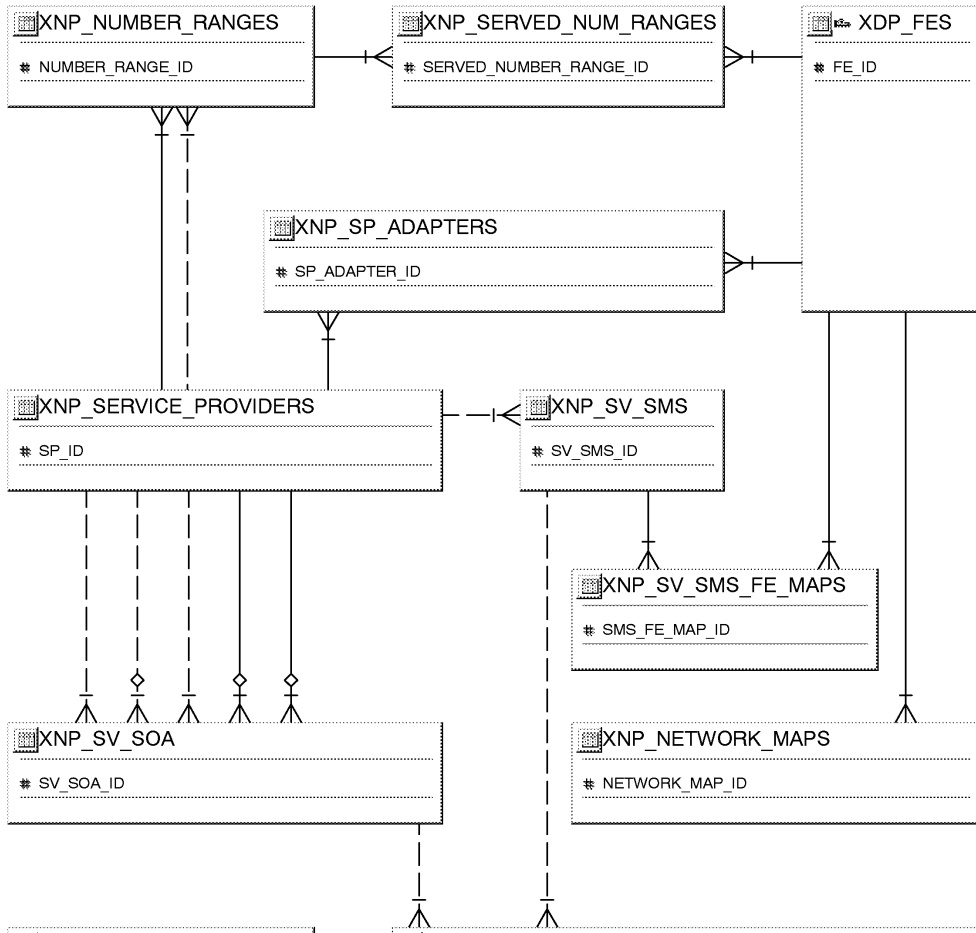 XNP_NUMBER_RANGES
# NUMBER_RANGE_ID
XNP_SERVED_NUM_RANGES
# SERVED_NUMBER_RANGE_ID
XDP_FES
# FE_ID
XNP_SP_ADAPTERS
# SP_ADAPTER_ID
XNP_SERVICE_PROVIDERS
# SP_ID
XNP_SV_SMS
# SV_SMS_ID
XNP_SV_SMS_FE_MAPS
# SMS_FE_MAP_ID
XNP_SV_SOA
# SV_SOA_ID
XNP_NETWORK_MAPS
# NETWORK_MAP_ID